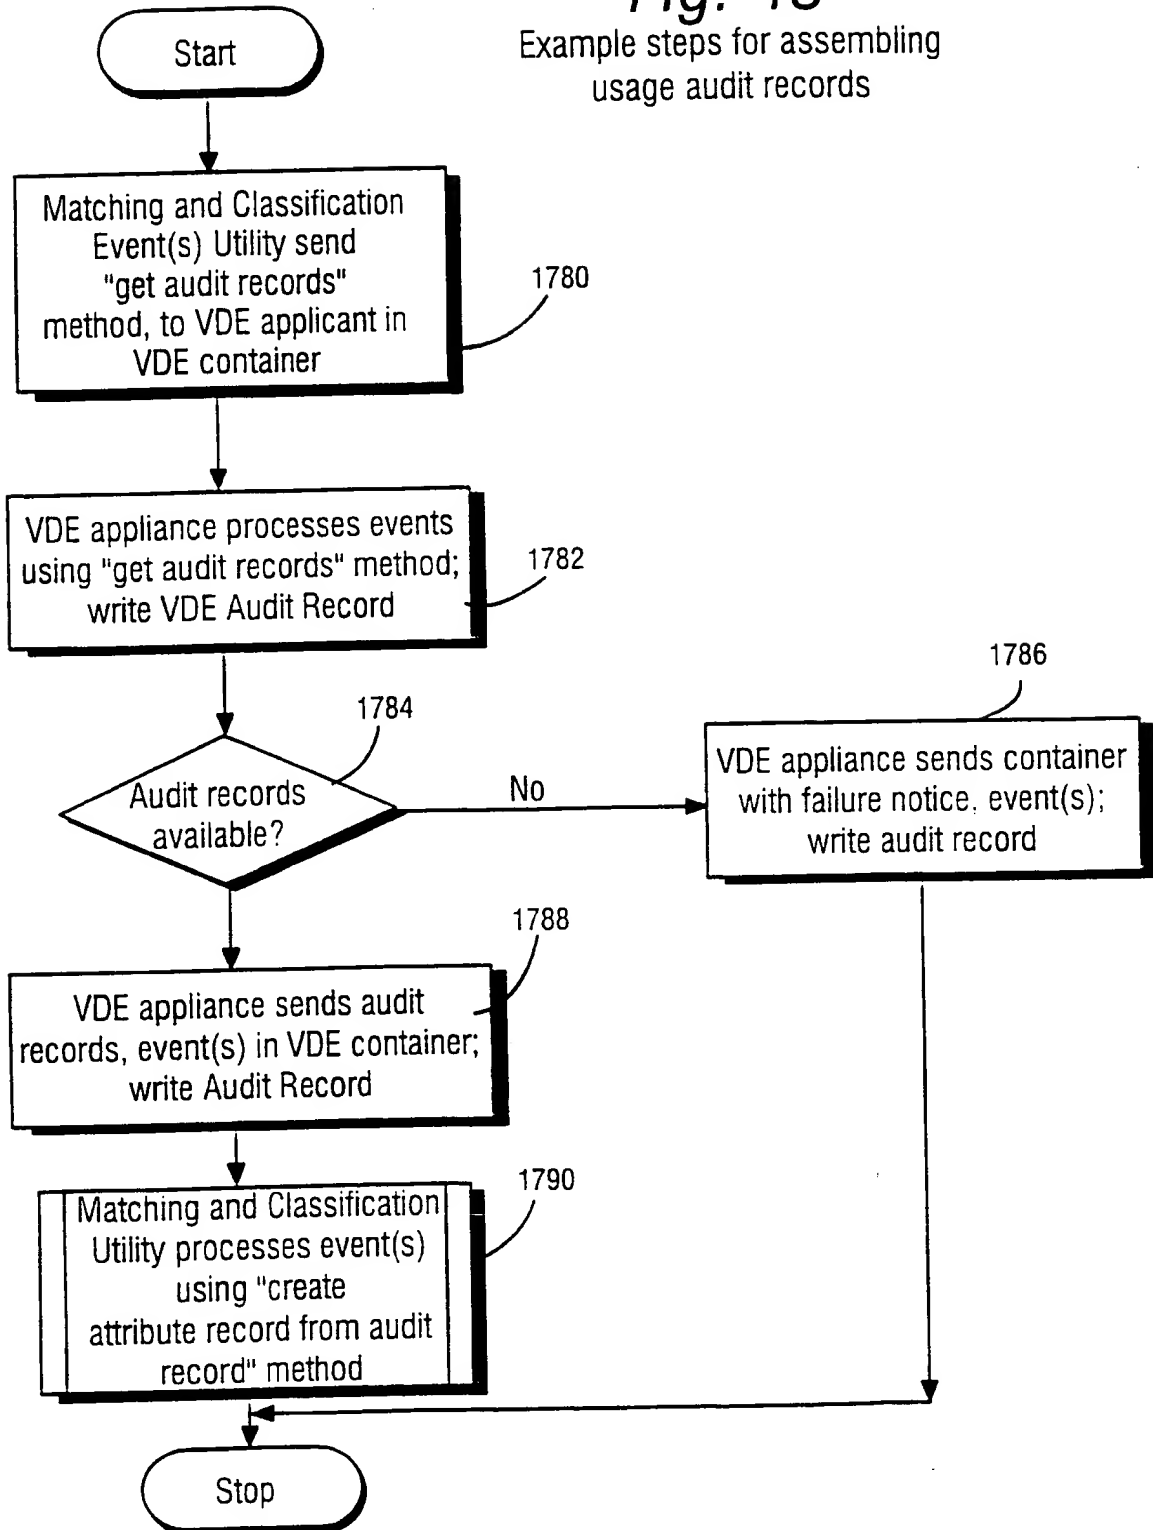 Fig.
Example steps for assembling
usage audit records
Start
Matching and Classification
Event(s) Utility send
"get audit records"
method, to VDE applicant in
VDE container
1780
VDE appliance processes events
using "get audit records" method;
write VDE Audit Record
1782
1784
Audit records
available?
No
1786
VDE appliance sends container
with failure notice, event(s);
write audit record
1788
VDE appliance sends audit
records, event(s) in VDE container;
write Audit Record
1790
Matching and Classification
Utility processes event(s)
using "create
attribute record from audit
record" method
Stop